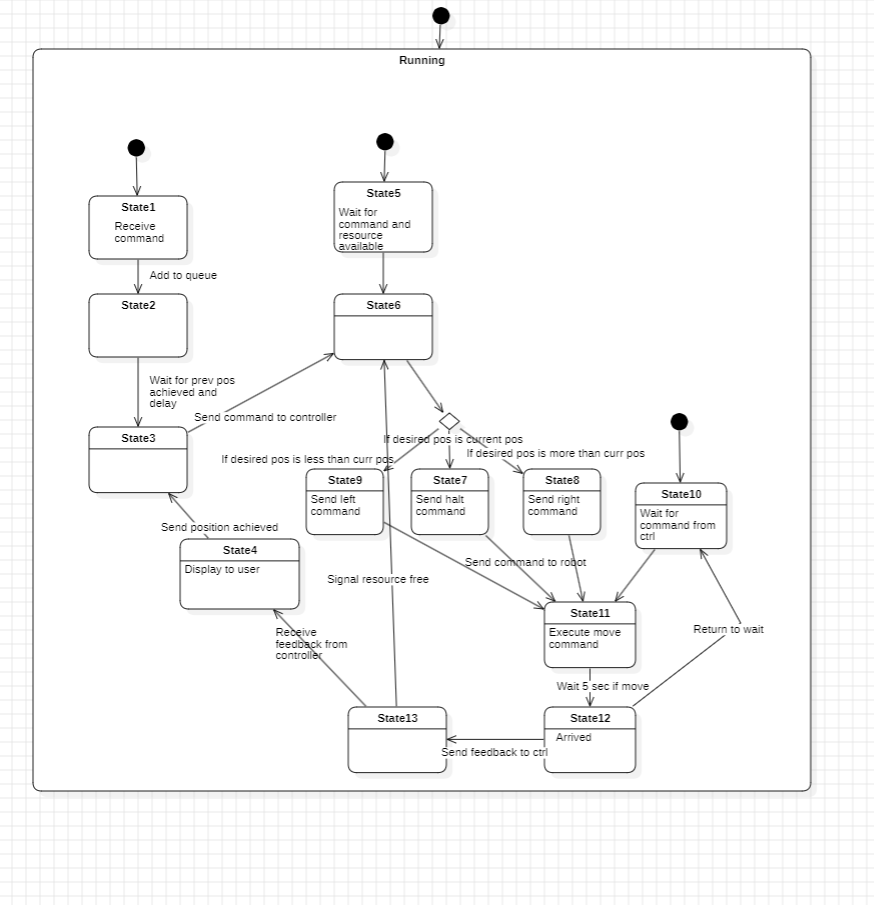 Running
State1
Receive
command
Add to queue
State2
Wait for prev pos
achieved and
delay
State3
Send command to controller
State5
Wait for
command and
resource
available
State6
If desired pos is current pos
If desired pos is less than curr pos
If desired pos is more than curr pos
State9
Send left
command
State7
Send halt
command
State8
Send right
command
State10
Wait for
command from
ctrl
Send position achieved
State4
Display to user
Signal resource free
Send command to robot
State11
Execute move
command
Return to wait
Receive
feedback from
controller
Wait 5 sec if move
State13
State12
Arrived
Send feedback to ctrl